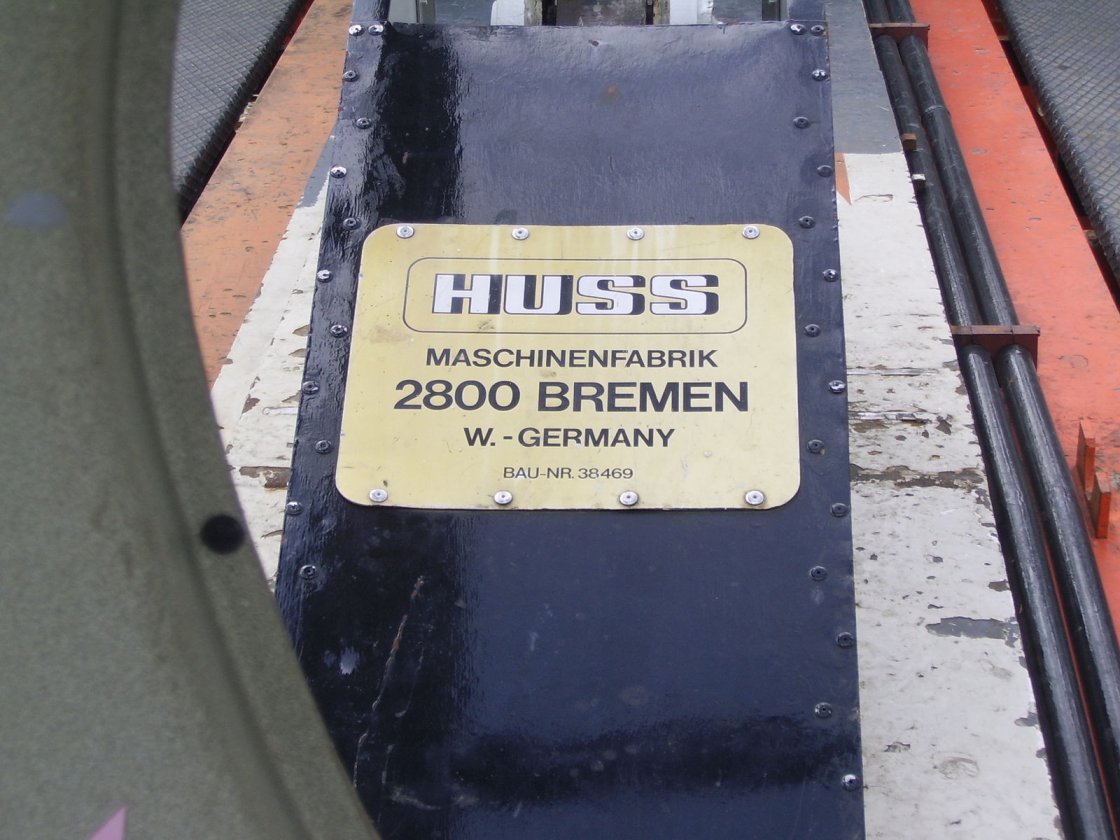 HUSS
MASCHINENFABRIK
2800 BREMEN
W.-GERMANY
BAU-NR. 38469